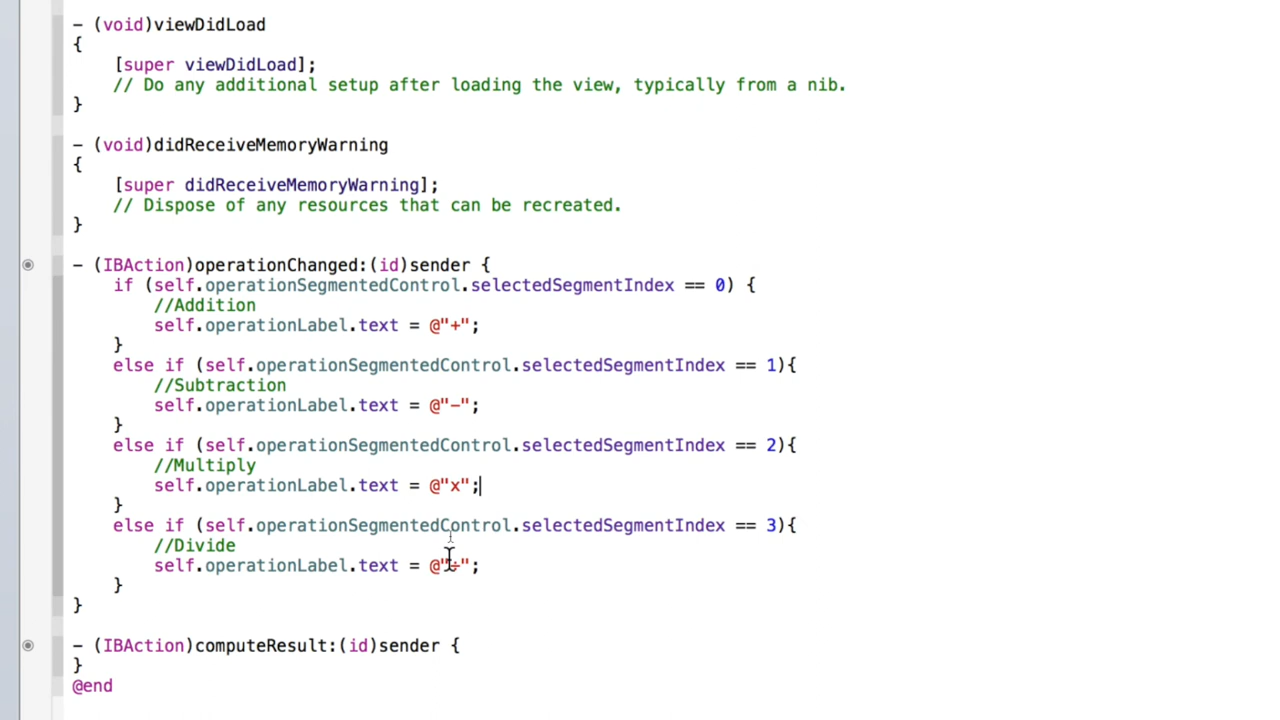 - (void)viewDidLoad
{
[super viewDidLoad];
// Do any additional setup after loading the view, typically from a nib.
}
- (void)didReceiveMemoryWarning
{
[super didReceiveMemoryWarning];
// Dispose of any resources that can be recreated.
}
- (IBAction)operationChanged:(id)sender {
if (self.operationSegmentedControl.selectedSegmentIndex == 0) {
//Addition
self.operationLabel.text = @"+";
}
else if (self.operationSegmentedControl.selectedSegmentIndex == 1){
//Subtraction
self.operationLabel.text = @"-";
}
else if (self.operationSegmentedControl.selectedSegmentIndex == 2){
//Multiply
self.operationLabel.text = @"x";
}
else if (self.operationSegmentedControl.selectedSegmentIndex == 3){
//Divide
self.operationLabel.text = @"÷";
}
}
- (IBAction)computeResult:(id)sender {
}
@end